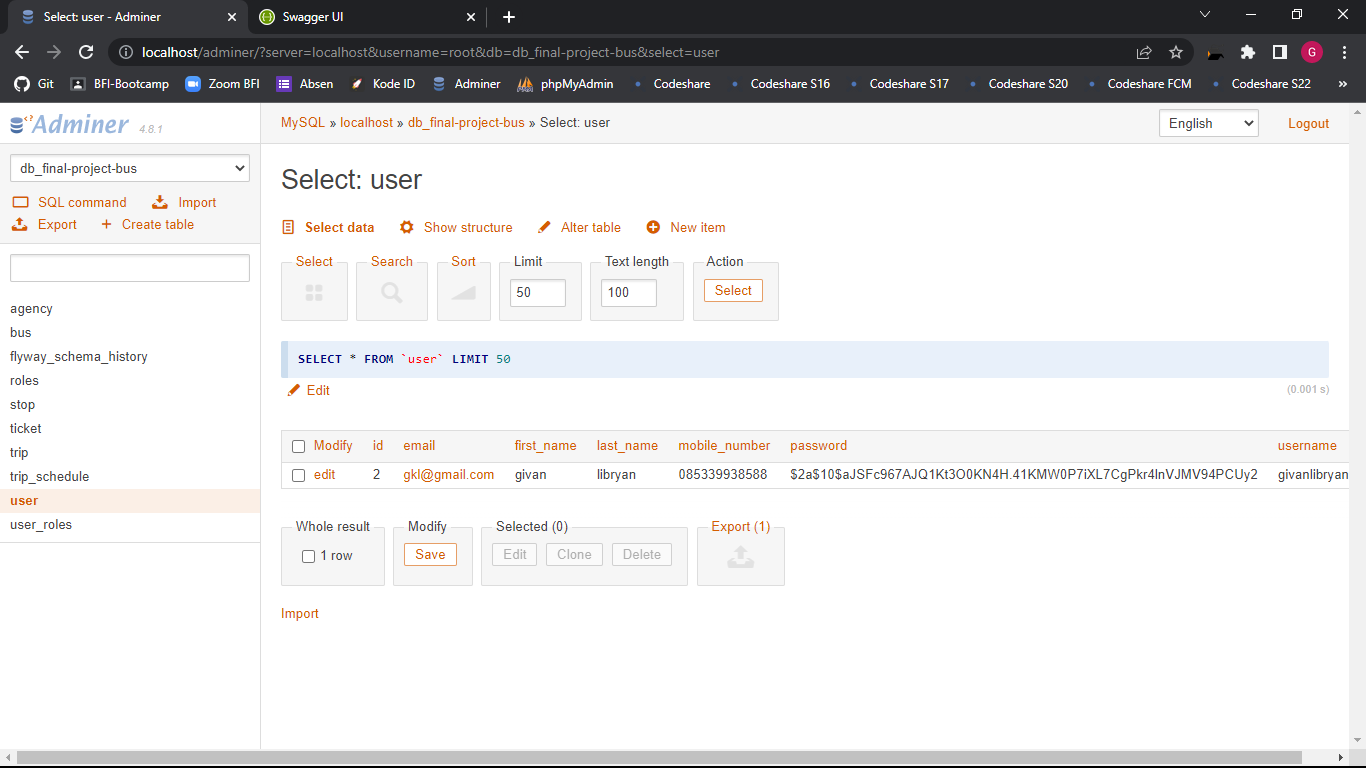 Select: user - Adminer
Swagger UI
localhost/adminer/?server=localhost&username=root&db=db_final-project-bus&select=user
G
Git BFI-Bootcamp Zoom BFI Absen Kode ID Adminer phpMyAdmin Codeshare Codeshare S16 Codeshare S17 Codeshare S20 Codeshare FCM Codeshare S22 »
Adminer 4.8.1
MySQL » localhost » db_final-project-bus » Select: user
English
Logout
db_final-project-bus
SQL command Import
Export + Create table
agency
bus
flyway_schema_history
roles
stop
ticket
trip
trip_schedule
user
user_roles
Select: user
Select data Show structure Alter table New item
Select Search Sort Limit Text length Action
50 100 Select
SELECT * FROM `user` LIMIT 50
Edit (0.001 s)
Modify id email first_name last_name mobile_number password username
edit 2 gkl@gmail.com givan libryan 085339938588 $2a$10$aJSFc967AJQ1Kt3O0KN4H.41KMW0P7iXL7CgPkr4lnVJMV94PCUy2 givanlibryan
Whole result Modify Selected (0) Export (1)
1 row Save Edit Clone Delete
Import